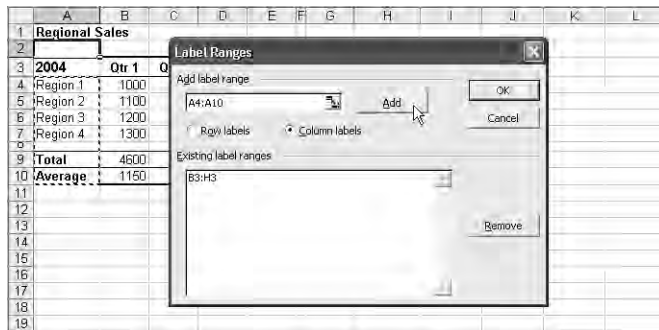 A B C D E F G H I J K L
1 Regional Sales
2
3 2004 Qtr 1 Q
4 Region 1 1000
5 Region 2 1100
6 Region 3 1200
7 Region 4 1300
8
9 Total 4600
10 Average 1150
11
12
13
14
15
16
17
18
19
Label Ranges
Add label range
A4:A10
Add
Row labels Column labels
Existing label ranges
B3:H3
OK
Cancel
Remove